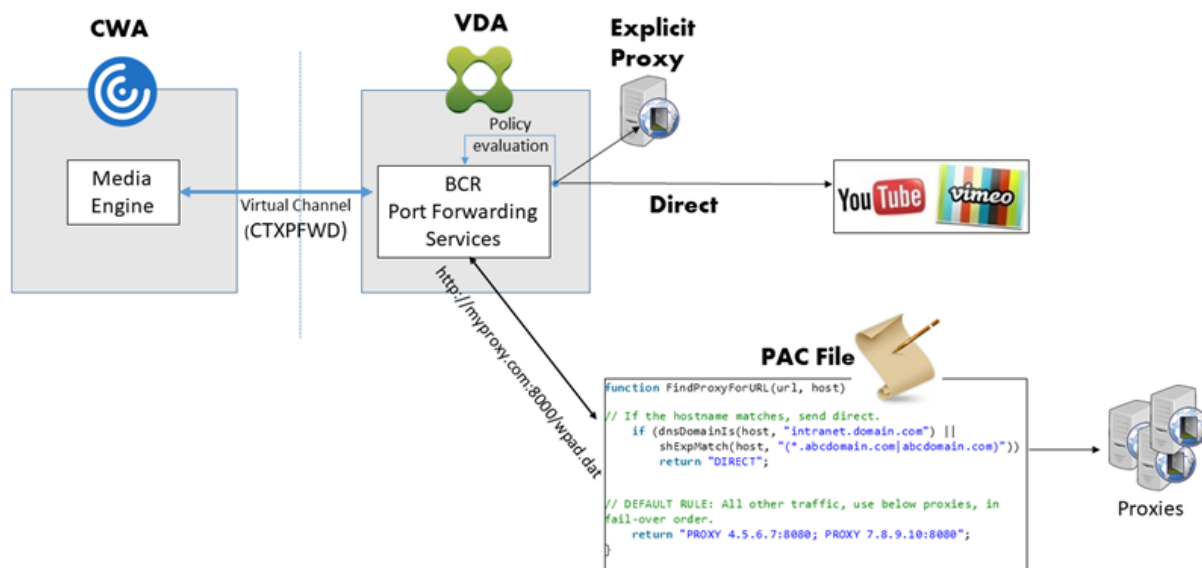 CWA
VDA
Explicit
Proxy
Policy
evaluation
Media
Engine
Virtual Channel
(CTXPFWD)
BCR
Port Forwarding
Services
Direct
YouTube
vimeo
http://myproxy.com:8000/wpad.dat
PAC File
function FindProxyForURL(url, host)
// If the hostname matches, send direct.
if (dnsDomainIs(host, "intranet.domain.com") ||
shExpMatch(host, "(*.abcdomain.com|abcdomain.com)"))
return "DIRECT";
// DEFAULT RULE: All other traffic, use below proxies, in
fail-over order.
return "PROXY 4.5.6.7:8080; PROXY 7.8.9.10:8080";
}
Proxies